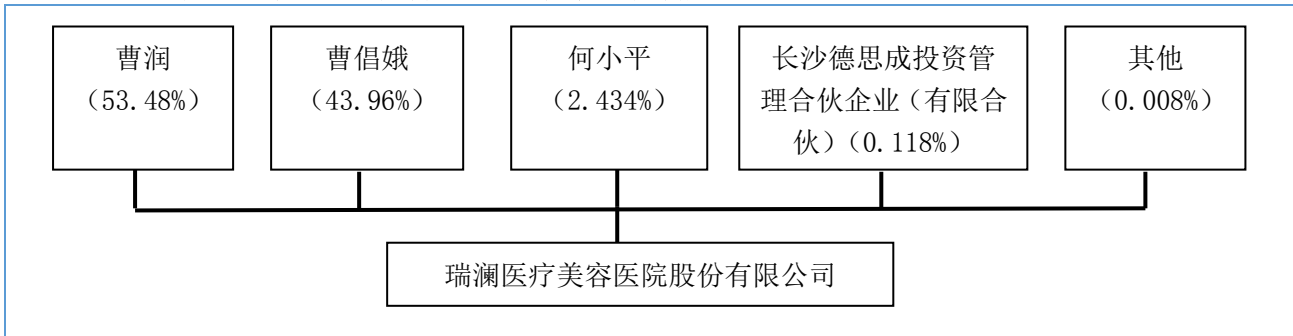 曹润
（53.48%）
曹倡娥
（43.96%）
何小平
（2.434%）
长沙德思成投资管
理合伙企业（有限合
伙）（0.118%）
其他
（0.008%）
瑞澜医疗美容医院股份有限公司